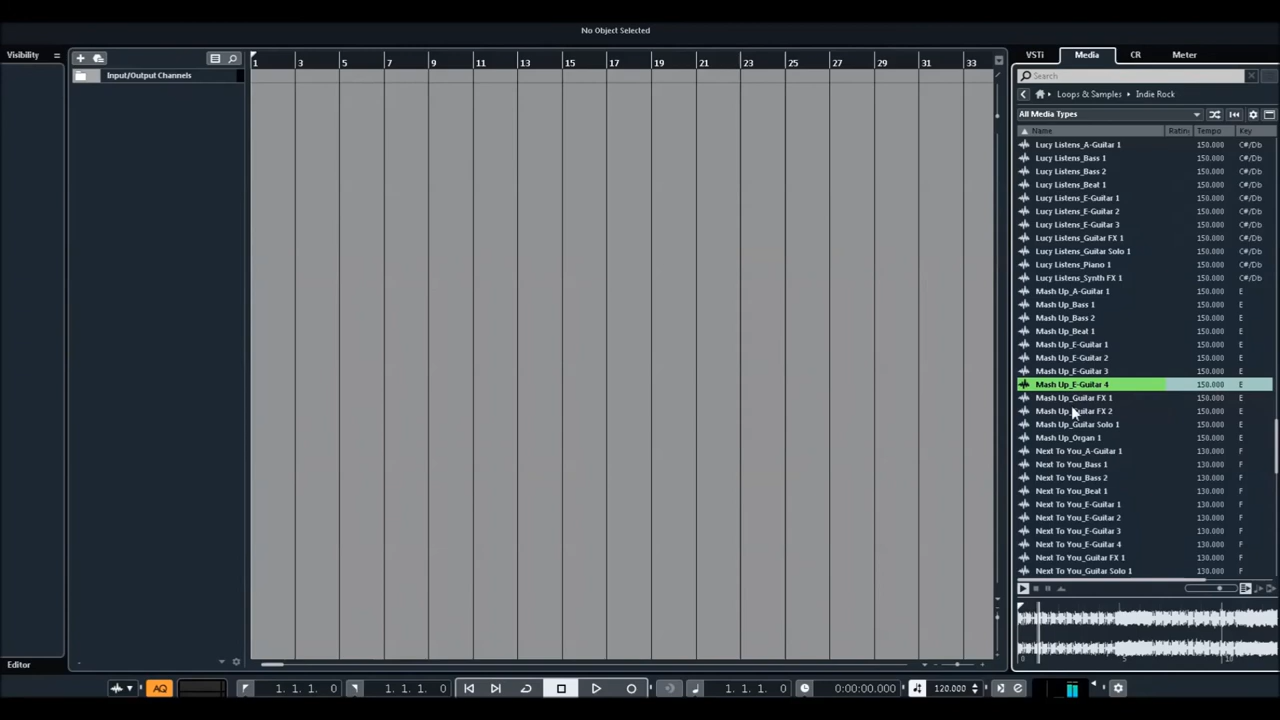 No Object Selected
Visibility
Input/Output Channels
1 3 5 7 9 11 13 15 17 19 21 23 25 27 29 31 33
VSTi Media CR Meter
Search
Loops & Samples Indie Rock
All Media Types
Name Rating Tempo Key
Lucy Listens_A-Guitar 1 150.000 C#/Db
Lucy Listens_Bass 1 150.000 C#/Db
Lucy Listens_Bass 2 150.000 C#/Db
Lucy Listens_Beat 1 150.000 C#/Db
Lucy Listens_E-Guitar 1 150.000 C#/Db
Lucy Listens_E-Guitar 2 150.000 C#/Db
Lucy Listens_E-Guitar 3 150.000 C#/Db
Lucy Listens_Guitar FX 1 150.000 C#/Db
Lucy Listens_Guitar Solo 1 150.000 C#/Db
Lucy Listens_Piano 1 150.000 C#/Db
Lucy Listens_Synth FX 1 150.000 C#/Db
Mash Up_A-Guitar 1 150.000 E
Mash Up_Bass 1 150.000 E
Mash Up_Bass 2 150.000 E
Mash Up_Beat 1 150.000 E
Mash Up_E-Guitar 1 150.000 E
Mash Up_E-Guitar 2 150.000 E
Mash Up_E-Guitar 3 150.000 E
Mash Up_E-Guitar 4 150.000 E
Mash Up_Guitar FX 1 150.000 E
Mash Up_Guitar FX 2 150.000 E
Mash Up_Guitar Solo 1 150.000 E
Mash Up_Organ 1 150.000 E
Next To You_A-Guitar 1 130.000 F
Next To You_Bass 1 130.000 F
Next To You_Bass 2 130.000 F
Next To You_Beat 1 130.000 F
Next To You_E-Guitar 1 130.000 F
Next To You_E-Guitar 2 130.000 F
Next To You_E-Guitar 3 130.000 F
Next To You_E-Guitar 4 130.000 F
Next To You_Guitar FX 1 130.000 F
Next To You_Guitar Solo 1 130.000 F
0 5 10
Editor
AQ 1. 1. 1. 0 1. 1. 1. 0 1. 1. 1. 0 0:00:00.000 120.000